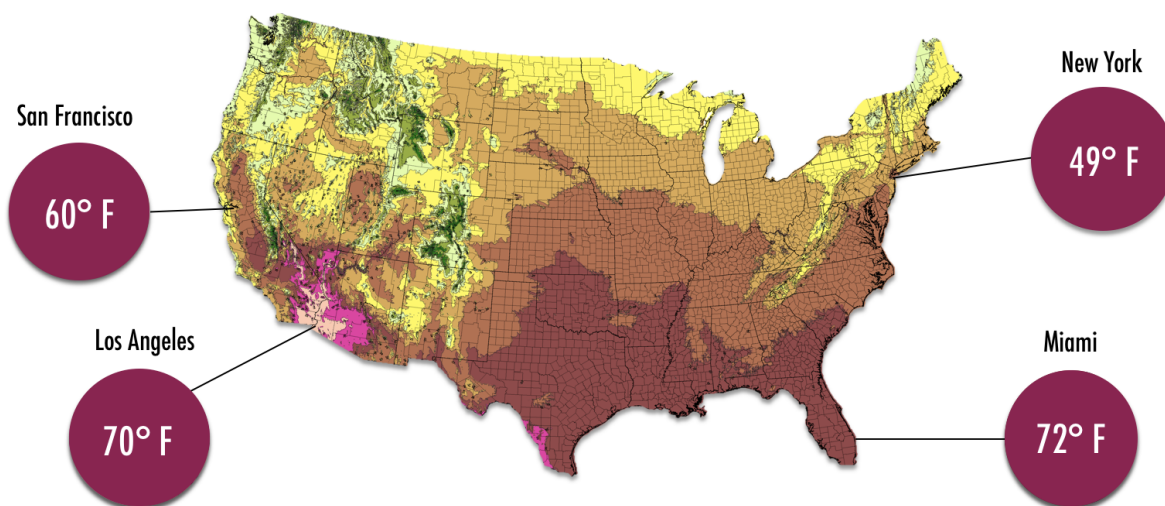 San Francisco
60° F
Los Angeles
70° F
New York
49° F
Miami
72° F